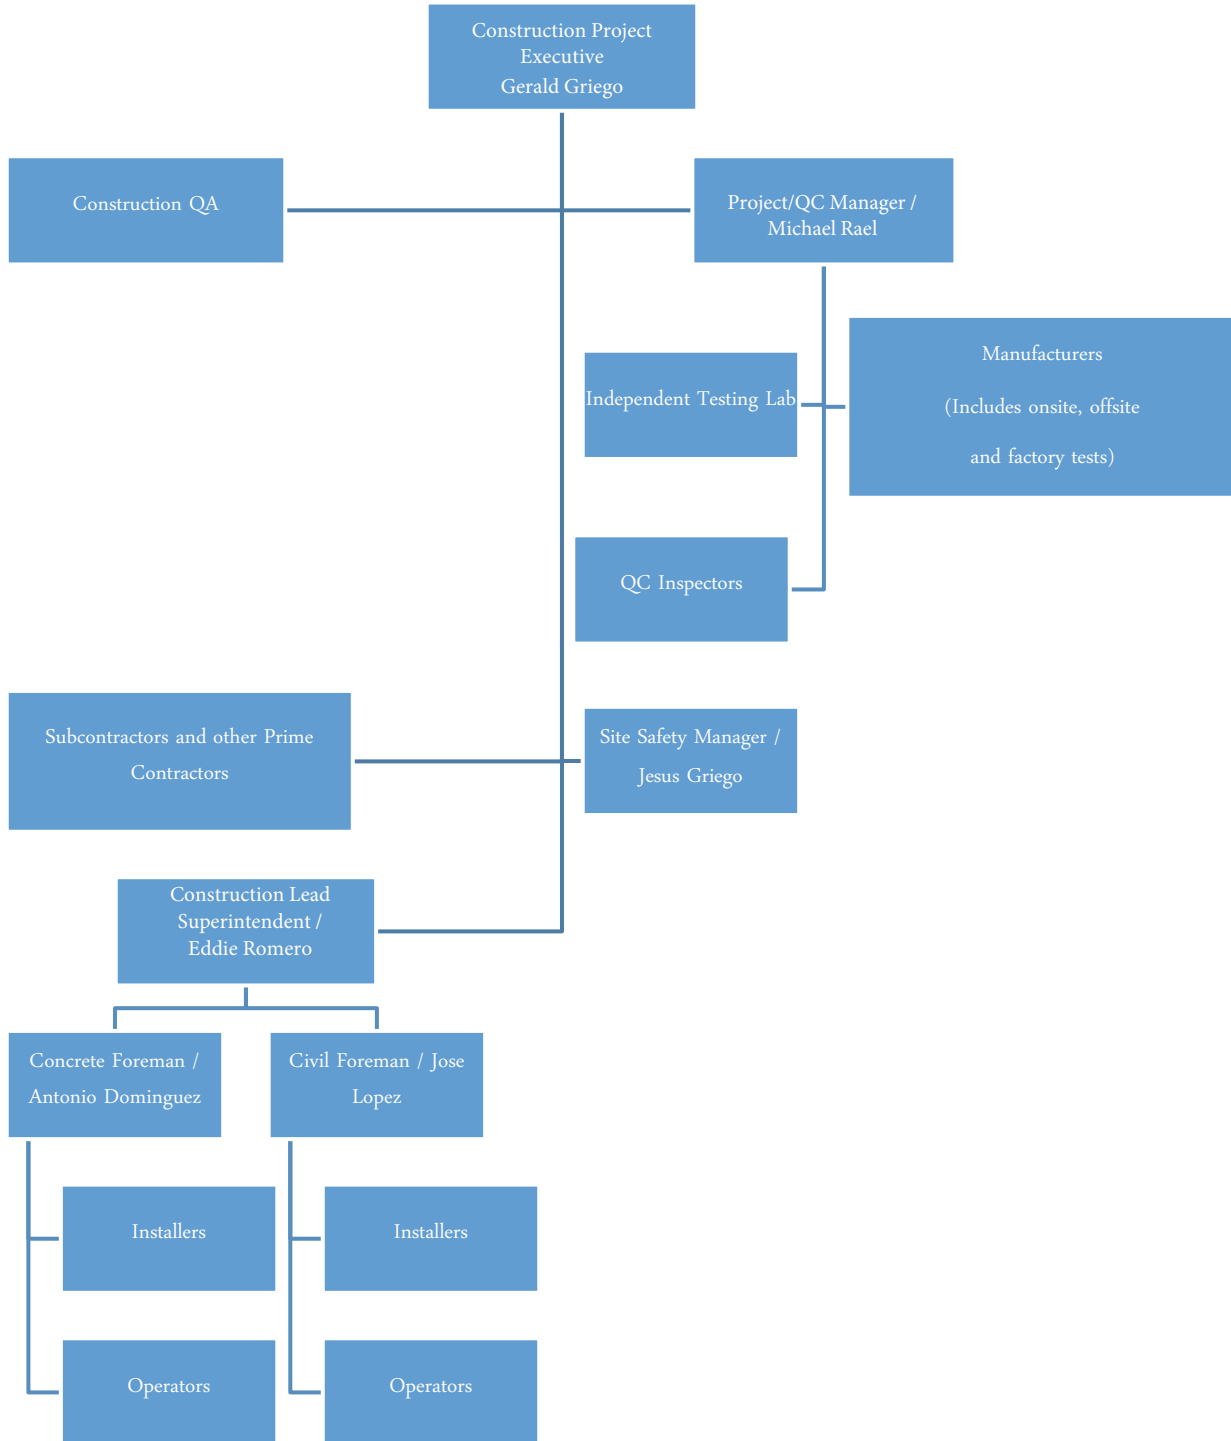 Construction Project
Executive
Gerald Griego
Construction QA
Project/QC Manager /
Michael Rael
Manufacturers
(Includes onsite, offsite
and factory tests)
Independent Testing Lab
QC Inspectors
Subcontractors and other Prime
Contractors
Site Safety Manager /
Jesus Griego
Construction Lead
Superintendent /
Eddie Romero
Concrete Foreman /
Antonio Dominguez
Civil Foreman / Jose
Lopez
Installers
Installers
Operators
Operators